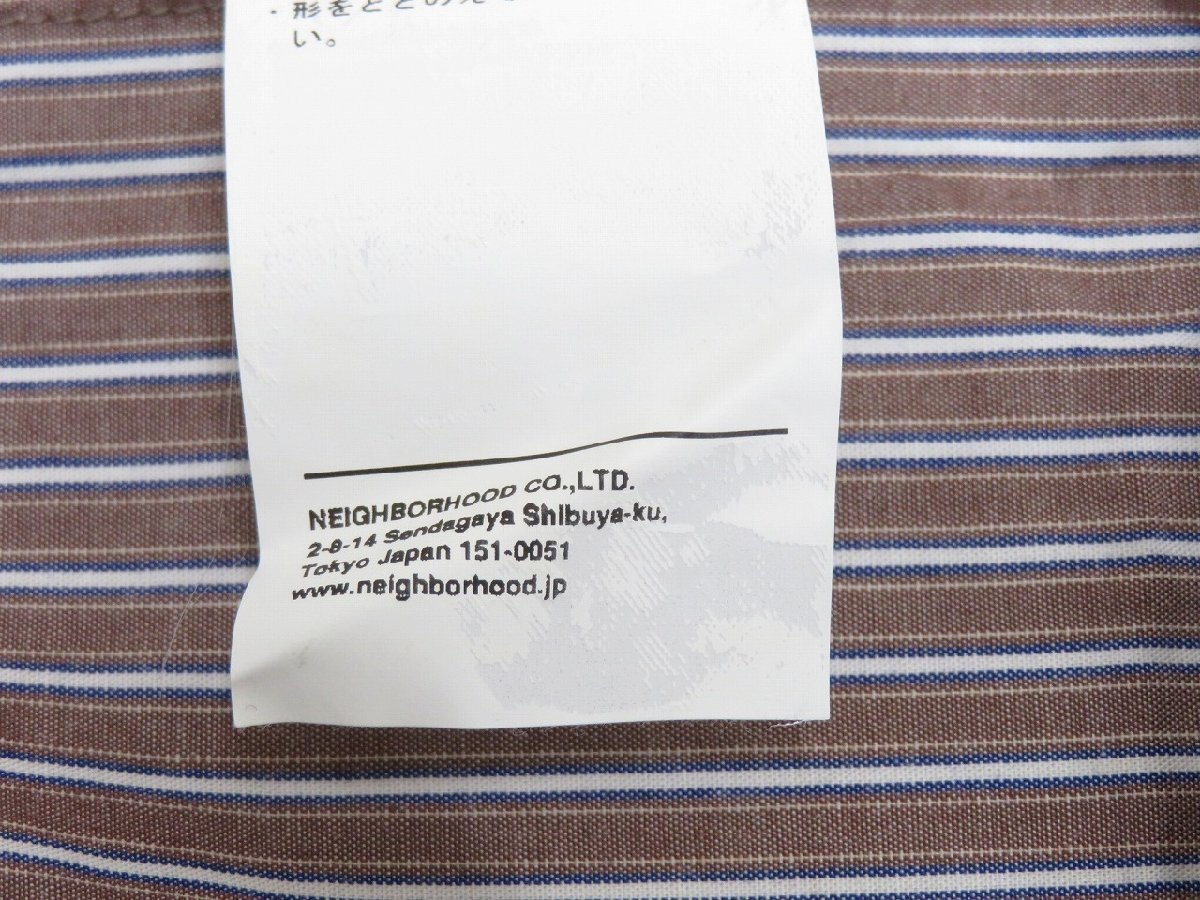 ・形をととのえ
い。
NEIGHBORHOOD CO.,LTD.
2-8-14 Sendagaya Shibuya-ku,
Tokyo Japan 151-0051
www.neighborhood.jp